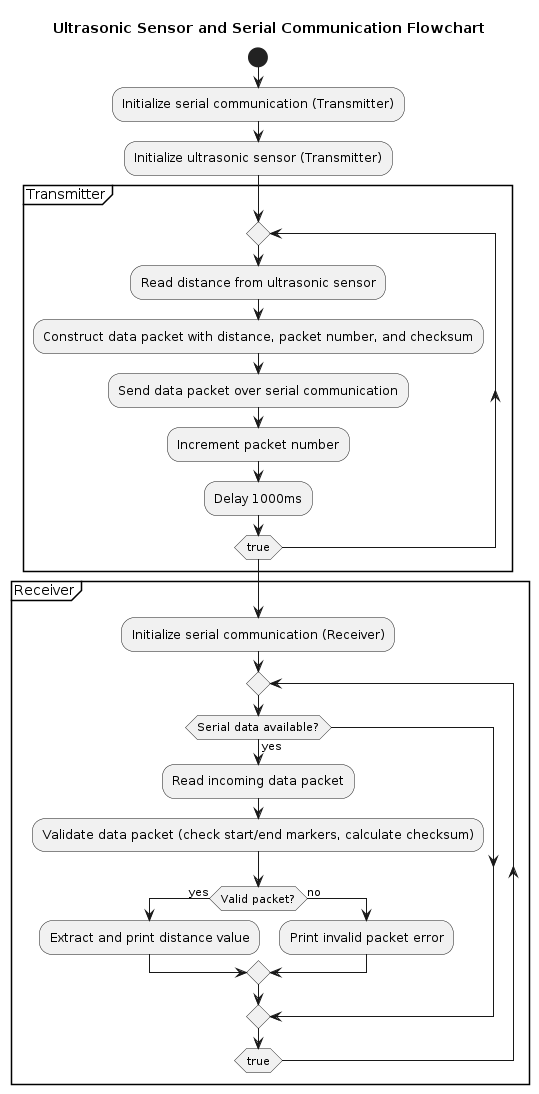 Ultrasonic Sensor and Serial Communication Flowchart
Initialize serial communication (Transmitter)
Initialize ultrasonic sensor (Transmitter)
Transmitter
Read distance from ultrasonic sensor
Construct data packet with distance, packet number, and checksum
Send data packet over serial communication
Increment packet number
Delay 1000ms
true
Receiver
Initialize serial communication (Receiver)
Serial data available?
yes
Read incoming data packet
Validate data packet (check start/end markers, calculate checksum)
yes
Valid packet?
no
Extract and print distance value
Print invalid packet error
true